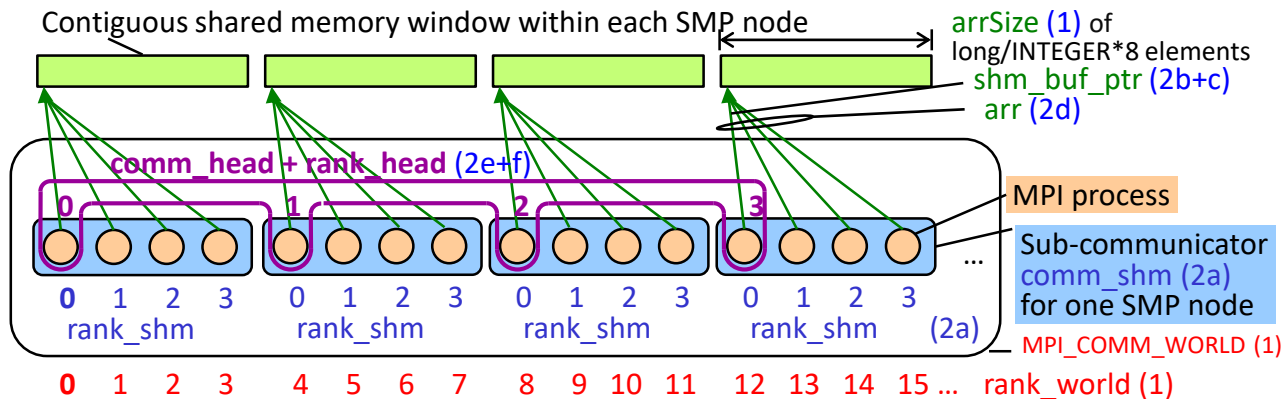 Contiguous shared memory window within each SMP node
arrSize (1) of
long/INTEGER*8 elements
shm_buf_ptr (2b+c)
arr (2d)
comm_head + rank_head (2e+f)
0 1 2 3
MPI process
Sub-communicator
comm_shm (2a)
for one SMP node
...
0 1 2 3 0 1 2 3 0 1 2 3 0 1 2 3
rank_shm rank_shm rank_shm rank_shm (2a)
MPI_COMM_WORLD (1)
0 1 2 3 4 5 6 7 8 9 10 11 12 13 14 15 ... rank_world (1)